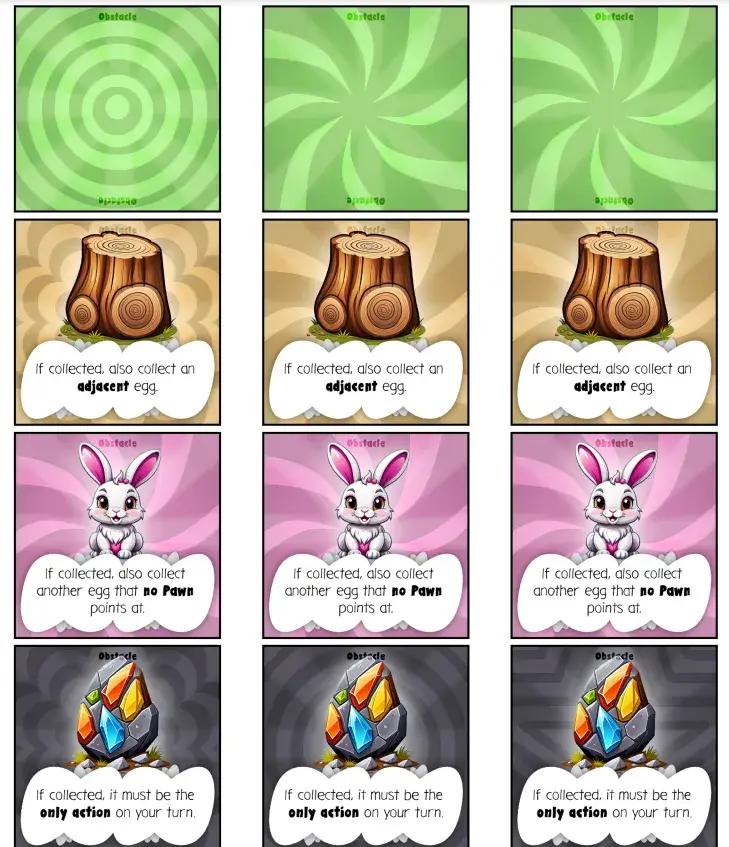 Obstacle
Obstacle
Obstacle
Obstacle
Obstacle
Obstacle
Obstacle
Obstacle
Obstacle
If collected, also collect an
adjacent egg.
If collected, also collect an
adjacent egg.
If collected, also collect an
adjacent egg.
Obstacle
Obstacle
Obstacle
If collected, also collect
another egg that no Pawn
points at.
If collected, also collect
another egg that no Pawn
points at.
If collected, also collect
another egg that no Pawn
points at.
Obstacle
Obstacle
Obstacle
If collected, it must be the
only action on your turn.
If collected, it must be the
only action on your turn.
If collected, it must be the
only action on your turn.